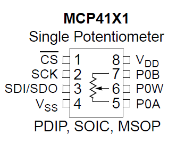 MCP41X1
Single Potentiometer
CS 1 8 VDD
SCK 2 7 P0B
SDI/SDO 3 6 P0W
VSS 4 5 P0A
PDIP, SOIC, MSOP